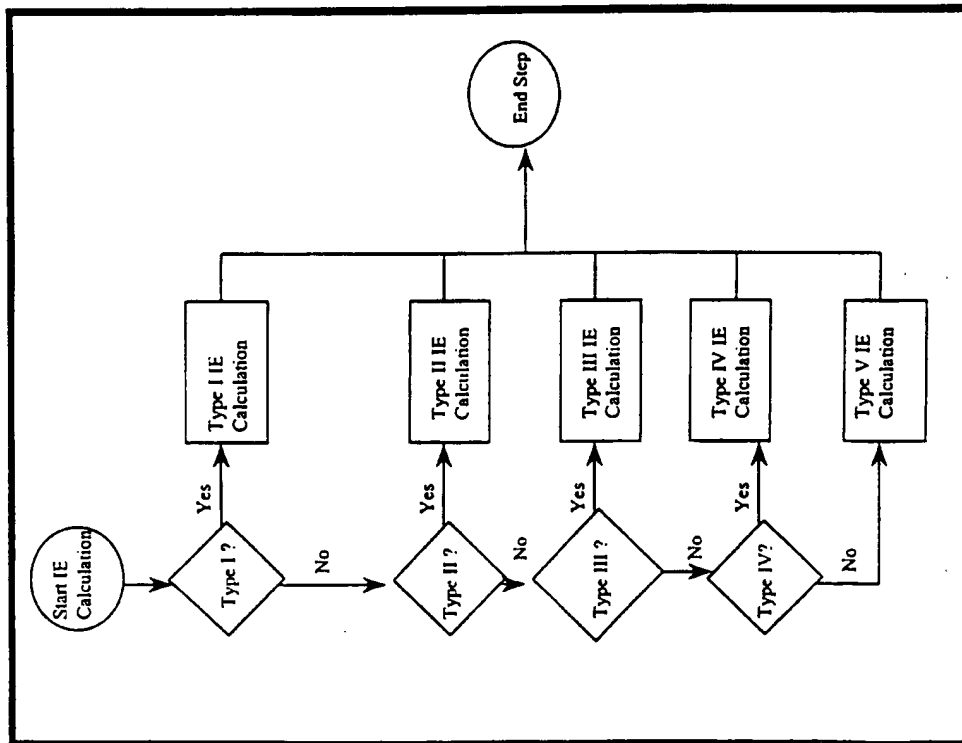 Start IE
Calculation
Type I ?
Yes
Type I IE
Calculation
No
Type II ?
Yes
Type II IE
Calculation
No
Type III ?
Yes
Type III IE
Calculation
No
Type IV?
Yes
Type IV IE
Calculation
No
Type V IE
Calculation
End Step